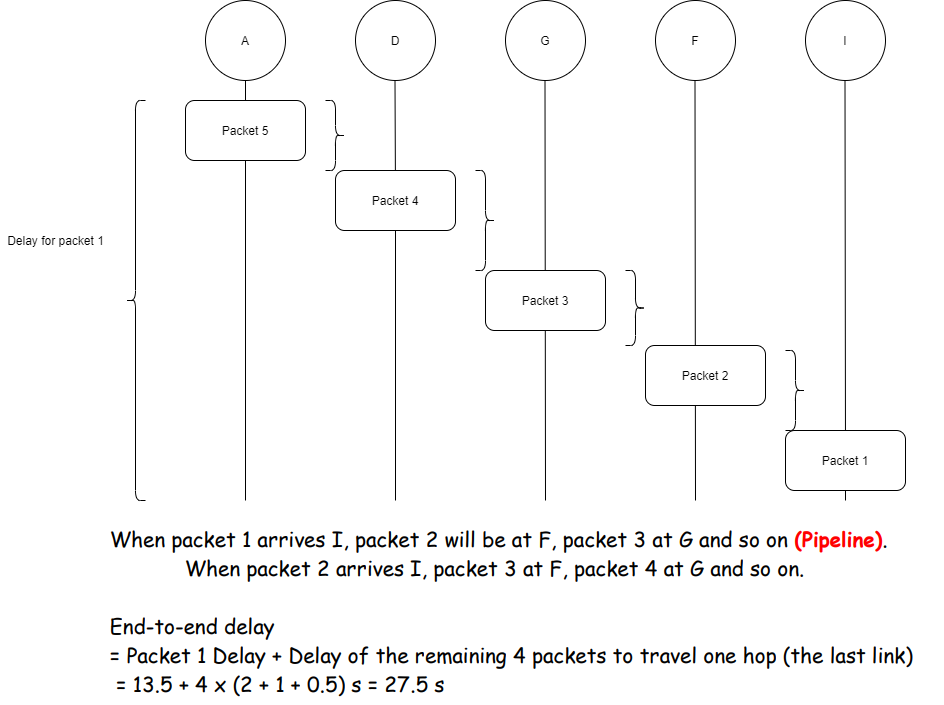 A
D
G
F
I
Packet 5
Packet 4
Delay for packet 1
Packet 3
Packet 2
Packet 1
When packet 1 arrives I, packet 2 will be at F, packet 3 at G and so on (Pipeline).
When packet 2 arrives I, packet 3 at F, packet 4 at G and so on.
End-to-end delay
= Packet 1 Delay + Delay of the remaining 4 packets to travel one hop (the last link)
= 13.5 + 4 x (2 + 1 + 0.5) s = 27.5 s